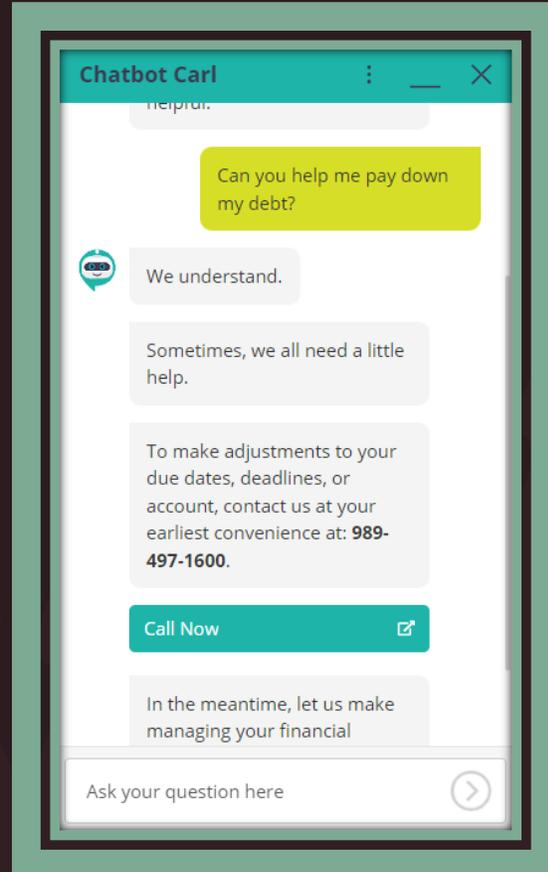 Chatbot Carl
helpful.
Can you help me pay down
my debt?
We understand.
Sometimes, we all need a little
help.
To make adjustments to your
due dates, deadlines, or
account, contact us at your
earliest convenience at: 989-
497-1600.
Call Now
In the meantime, let us make
managing your financial
Ask your question here